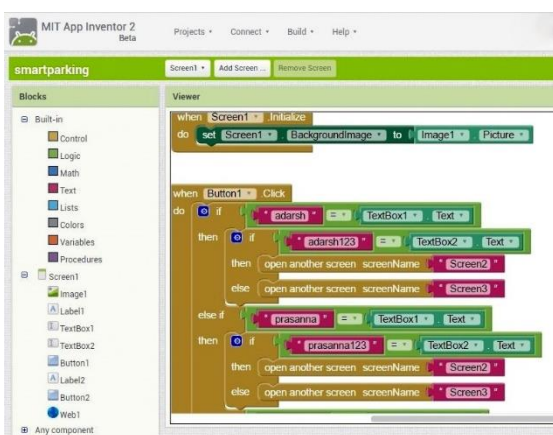 MIT App Inventor 2
Beta
Projects • Connect • Build • Help •
smartparking
Screen1 • Add Screen ... Remove Screen
Blocks
Viewer
Built-in
Control
Logic
Math
Text
Lists
Colors
Variables
Procedures
Screen1
Image1
Label1
TextBox1
TextBox2
Button1
Label2
Button2
Web1
Any component
when Screen1 .Initialize
do set Screen1 . BackgroundImage to Image1 . Picture
when Button1 .Click
do if " adarsh " = TextBox1 . Text
then if " adarsh123 " = TextBox2 . Text
then open another screen screenName " Screen2 "
else open another screen screenName " Screen3 "
else if " prasanna " = TextBox1 . Text
then if " prasanna123 " = TextBox2 . Text
then open another screen screenName " Screen2 "
else open another screen screenName " Screen3 "